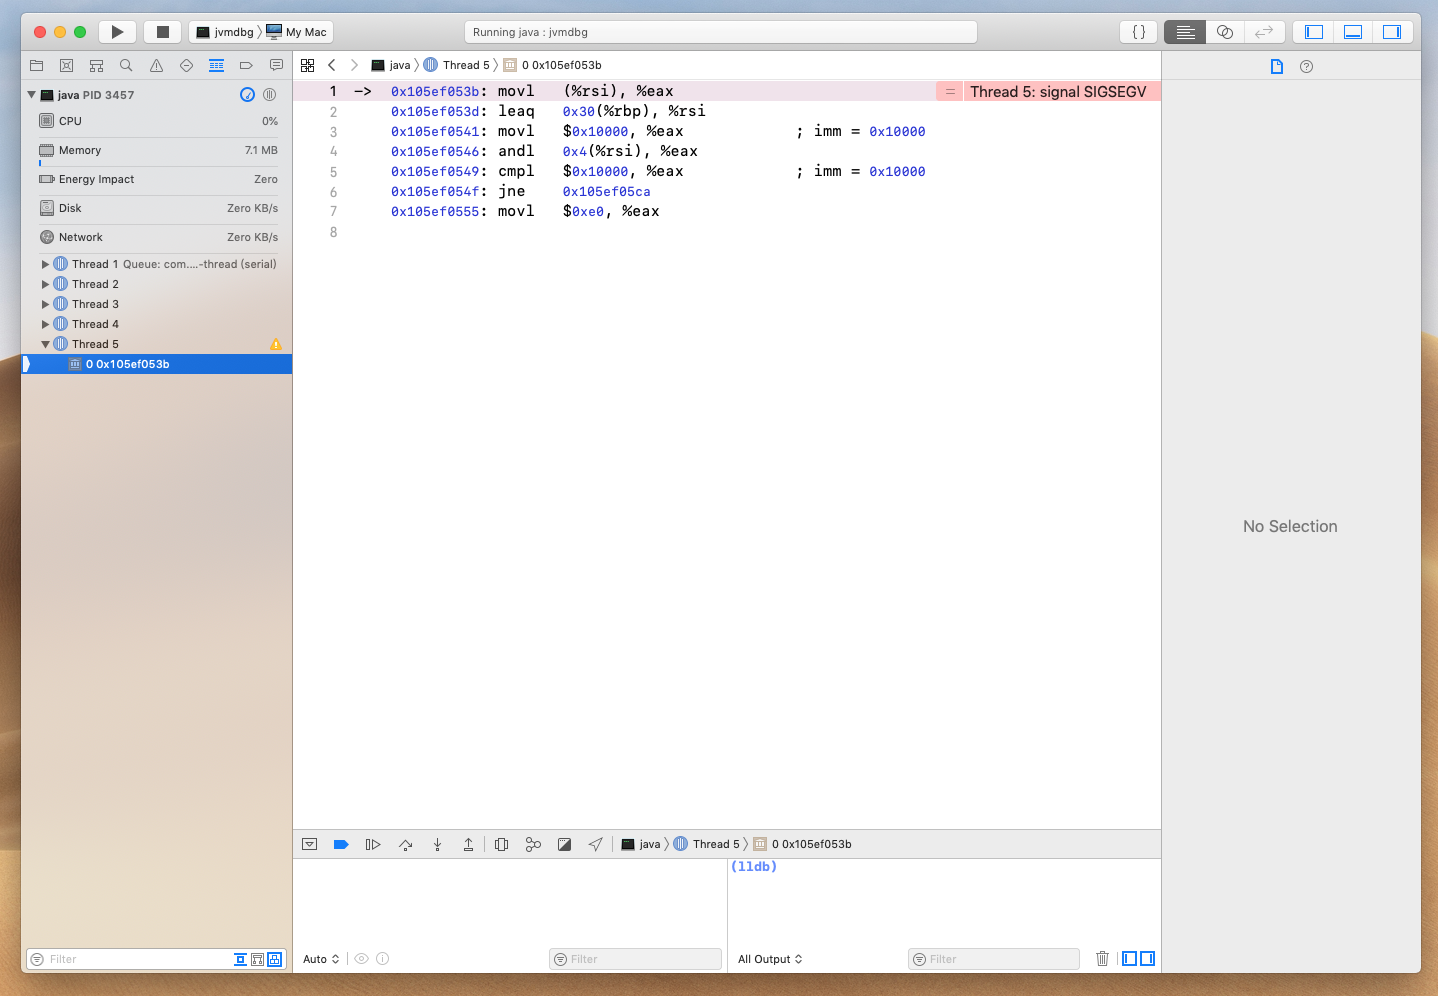 jvmdbg 〉 My Mac
Running java : jvmdbg
{ }
java PID 3457
CPU 0%
Memory 7.1 MB
Energy Impact Zero
Disk Zero KB/s
Network Zero KB/s
Thread 1 Queue: com....-thread (serial)
Thread 2
Thread 3
Thread 4
Thread 5
0 0x105ef053b
Filter
java 〉 Thread 5 〉 0 0x105ef053b
1 -> 0x105ef053b: movl (%rsi), %eax = Thread 5: signal SIGSEGV
2 0x105ef053d: leaq 0x30(%rbp), %rsi
3 0x105ef0541: movl $0x10000, %eax ; imm = 0x10000
4 0x105ef0546: andl 0x4(%rsi), %eax
5 0x105ef0549: cmpl $0x10000, %eax ; imm = 0x10000
6 0x105ef054f: jne 0x105ef05ca
7 0x105ef0555: movl $0xe0, %eax
8
java 〉 Thread 5 〉 0 0x105ef053b
(lldb)
Auto
Filter
All Output
Filter
No Selection